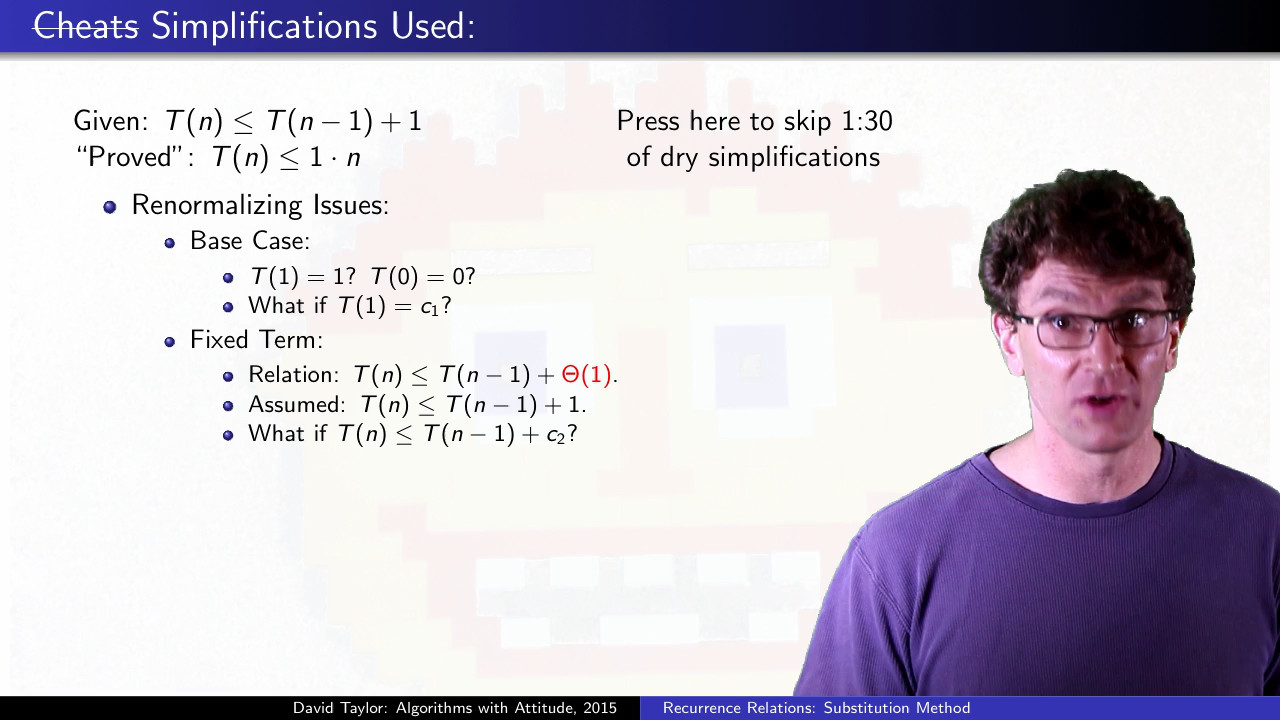 Cheats Simplifications Used:
Given: T(n) ≤ T(n − 1) + 1
"Proved": T(n) ≤ 1 · n
Press here to skip 1:30
of dry simplifications
Renormalizing Issues:
Base Case:
T(1) = 1? T(0) = 0?
What if T(1) = c₁?
Fixed Term:
Relation: T(n) ≤ T(n − 1) + Θ(1).
Assumed: T(n) ≤ T(n − 1) + 1.
What if T(n) ≤ T(n − 1) + c₂?
David Taylor: Algorithms with Attitude, 2015
Recurrence Relations: Substitution Method